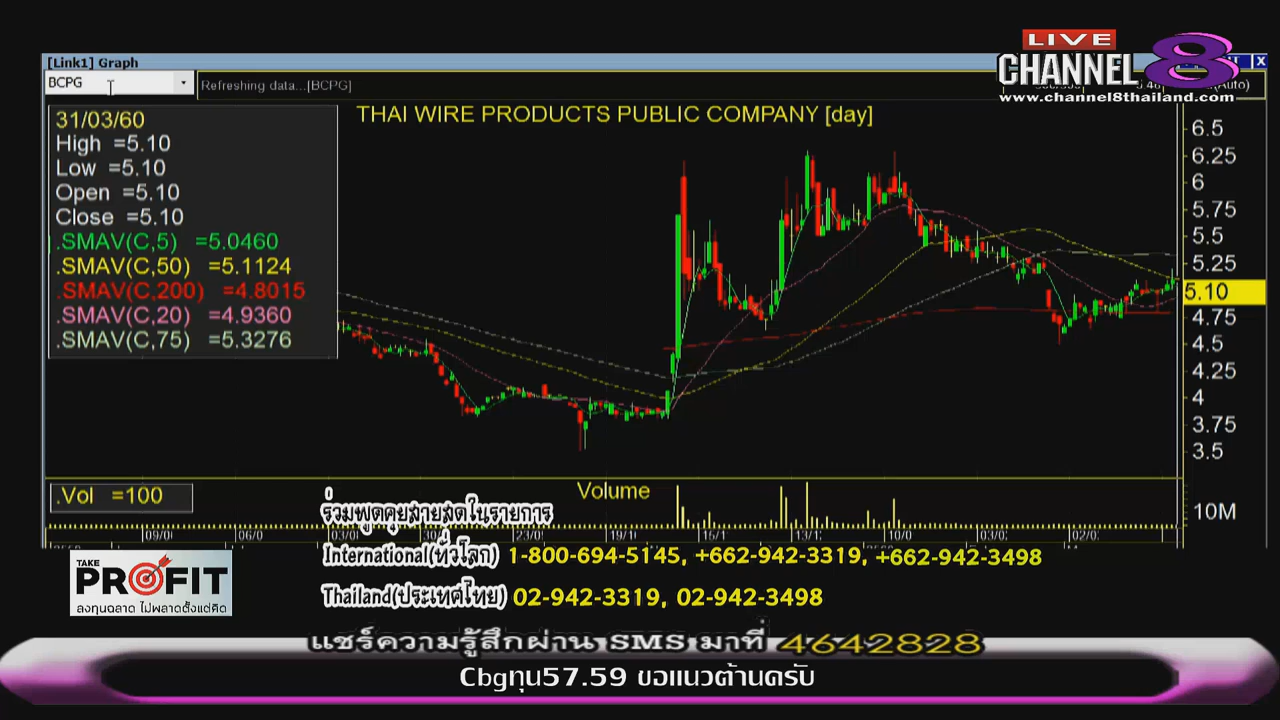 LIVE
CHANNEL 8
www.channel8thailand.com
[Link1] Graph
BCPG
Refreshing data...[BCPG]
THAI WIRE PRODUCTS PUBLIC COMPANY [day]
31/03/60
High =5.10
Low =5.10
Open =5.10
Close =5.10
.SMAV(C,5) =5.0460
.SMAV(C,50) =5.1124
.SMAV(C,200) =4.8015
.SMAV(C,20) =4.9360
.SMAV(C,75) =5.3276
6.5
6.25
6
5.75
5.5
5.25
5.10
4.75
4.5
4.25
4
3.75
3.5
.Vol =100
Volume
10M
ร่วมพูดคุยสายสดในรายการ
International(ทั่วโลก) 1-800-694-5145, +662-942-3319, +662-942-3498
Thailand(ประเทศไทย) 02-942-3319, 02-942-3498
TAKE
PROFIT
ลงทุนฉลาด ไม่พลาดตั้งแต่คิด
แชร์ความรู้สึกผ่าน SMS มาที่ 4642828
Cbgทุน57.59 ขอแนวต้านครับ